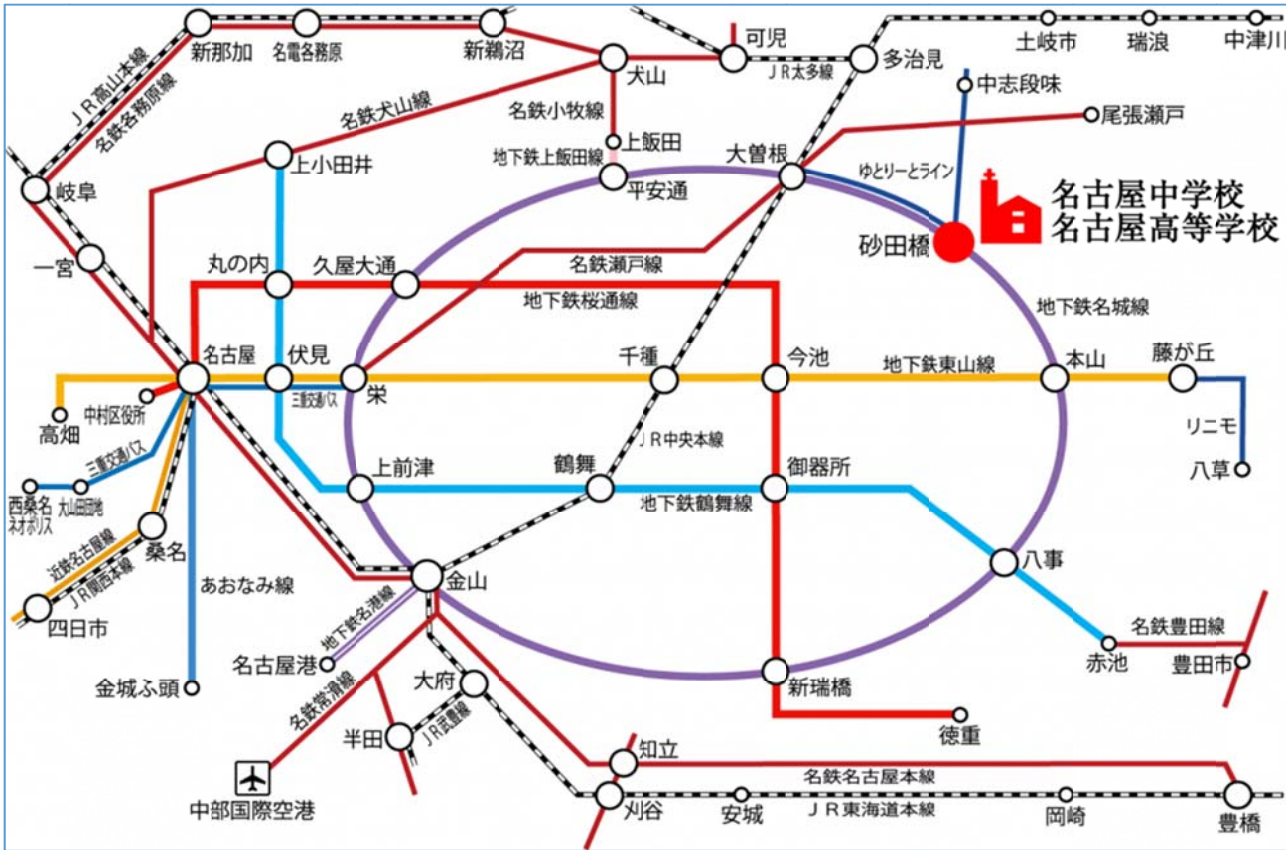 新那加
名電各務原
新鵜沼
犬山
可児
JR太多線
多治見
土岐市
瑞浪
中津川
JR高山本線
名鉄各務原線
名鉄犬山線
名鉄小牧線
中志段味
尾張瀬戸
上小田井
上飯田
地下鉄上飯田線
大曽根
ゆとりーとライン
平安通
岐阜
名古屋中学校
名古屋高等学校
砂田橋
一宮
丸の内
久屋大通
名鉄瀬戸線
地下鉄桜通線
地下鉄名城線
名古屋
伏見
千種
今池
地下鉄東山線
本山
藤が丘
三重交通バス
栄
中村区役所
高畑
リニモ
JR中央本線
三重交通バス
上前津
鶴舞
御器所
八草
西桑名
ネオポリス
大山田団地
地下鉄鶴舞線
桑名
近鉄名古屋線
JR関西本線
あおなみ線
金山
八事
四日市
地下鉄名港線
名鉄豊田線
名古屋港
赤池
豊田市
金城ふ頭
名鉄常滑線
大府
新瑞橋
半田
JR武豊線
徳重
知立
名鉄名古屋本線
中部国際空港
刈谷
安城
JR東海道本線
岡崎
豊橋